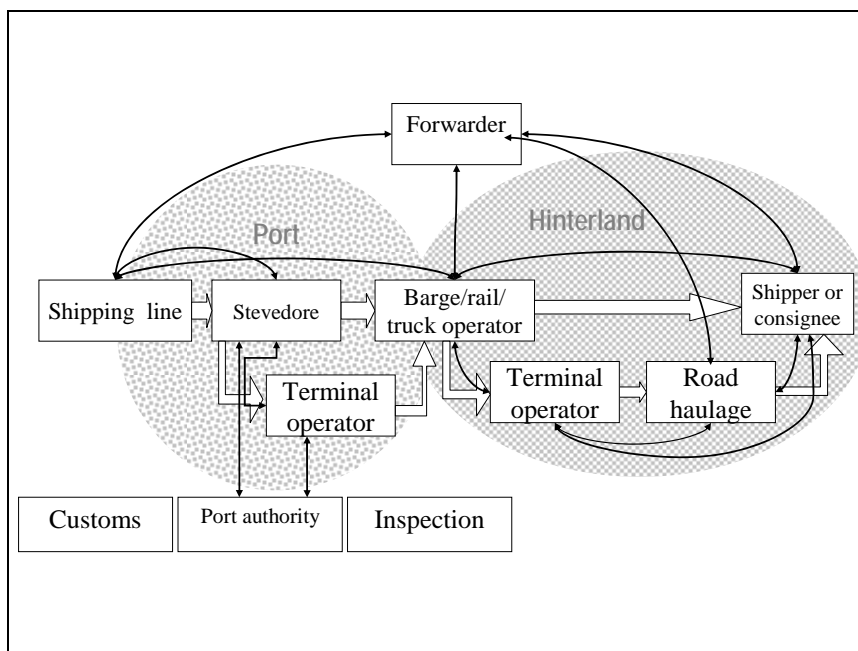 Forwarder
Port
Hinterland
Shipping line
Stevedore
Barge/rail/
truck operator
Shipper or
consignee
Terminal
operator
Terminal
operator
Road
haulage
Customs
Port authority
Inspection